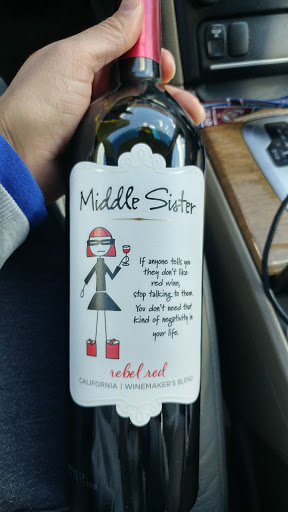 Middle Sister
If anyone tells you
they don't like
red wine,
stop talking to them.
You don't need that
kind of negitivity in
your life.
rebel red
CALIFORNIA | WINEMAKER'S BLEND